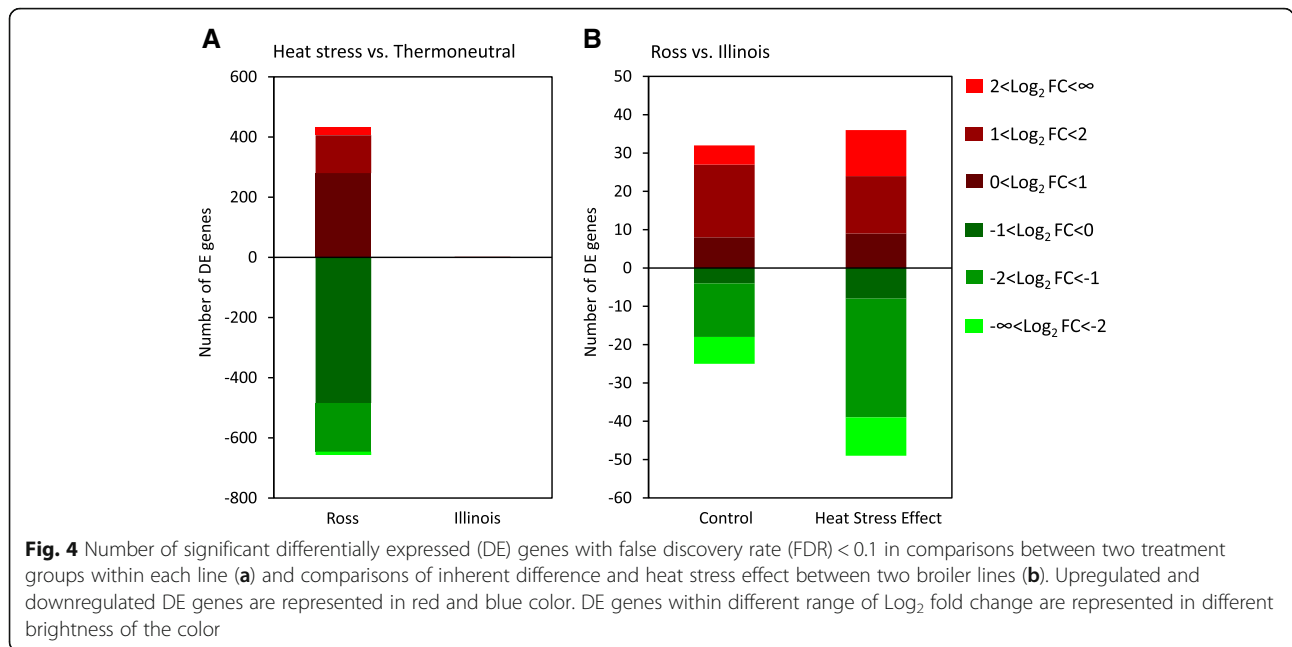 A
Heat stress vs. Thermoneutral
600
400
200
0
-200
-400
-600
-800
Number of DE genes
Ross
Illinois
B
Ross vs. Illinois
50
40
30
20
10
0
-10
-20
-30
-40
-50
-60
Number of DE genes
Control
Heat Stress Effect
2<Log₂ FC<∞
1<Log₂ FC<2
0<Log₂ FC<1
-1<Log₂ FC<0
-2<Log₂ FC<-1
-∞<Log₂ FC<-2
Fig. 4 Number of significant differentially expressed (DE) genes with false discovery rate (FDR) < 0.1 in comparisons between two treatment
groups within each line (a) and comparisons of inherent difference and heat stress effect between two broiler lines (b). Upregulated and
downregulated DE genes are represented in red and blue color. DE genes within different range of Log₂ fold change are represented in different
brightness of the color